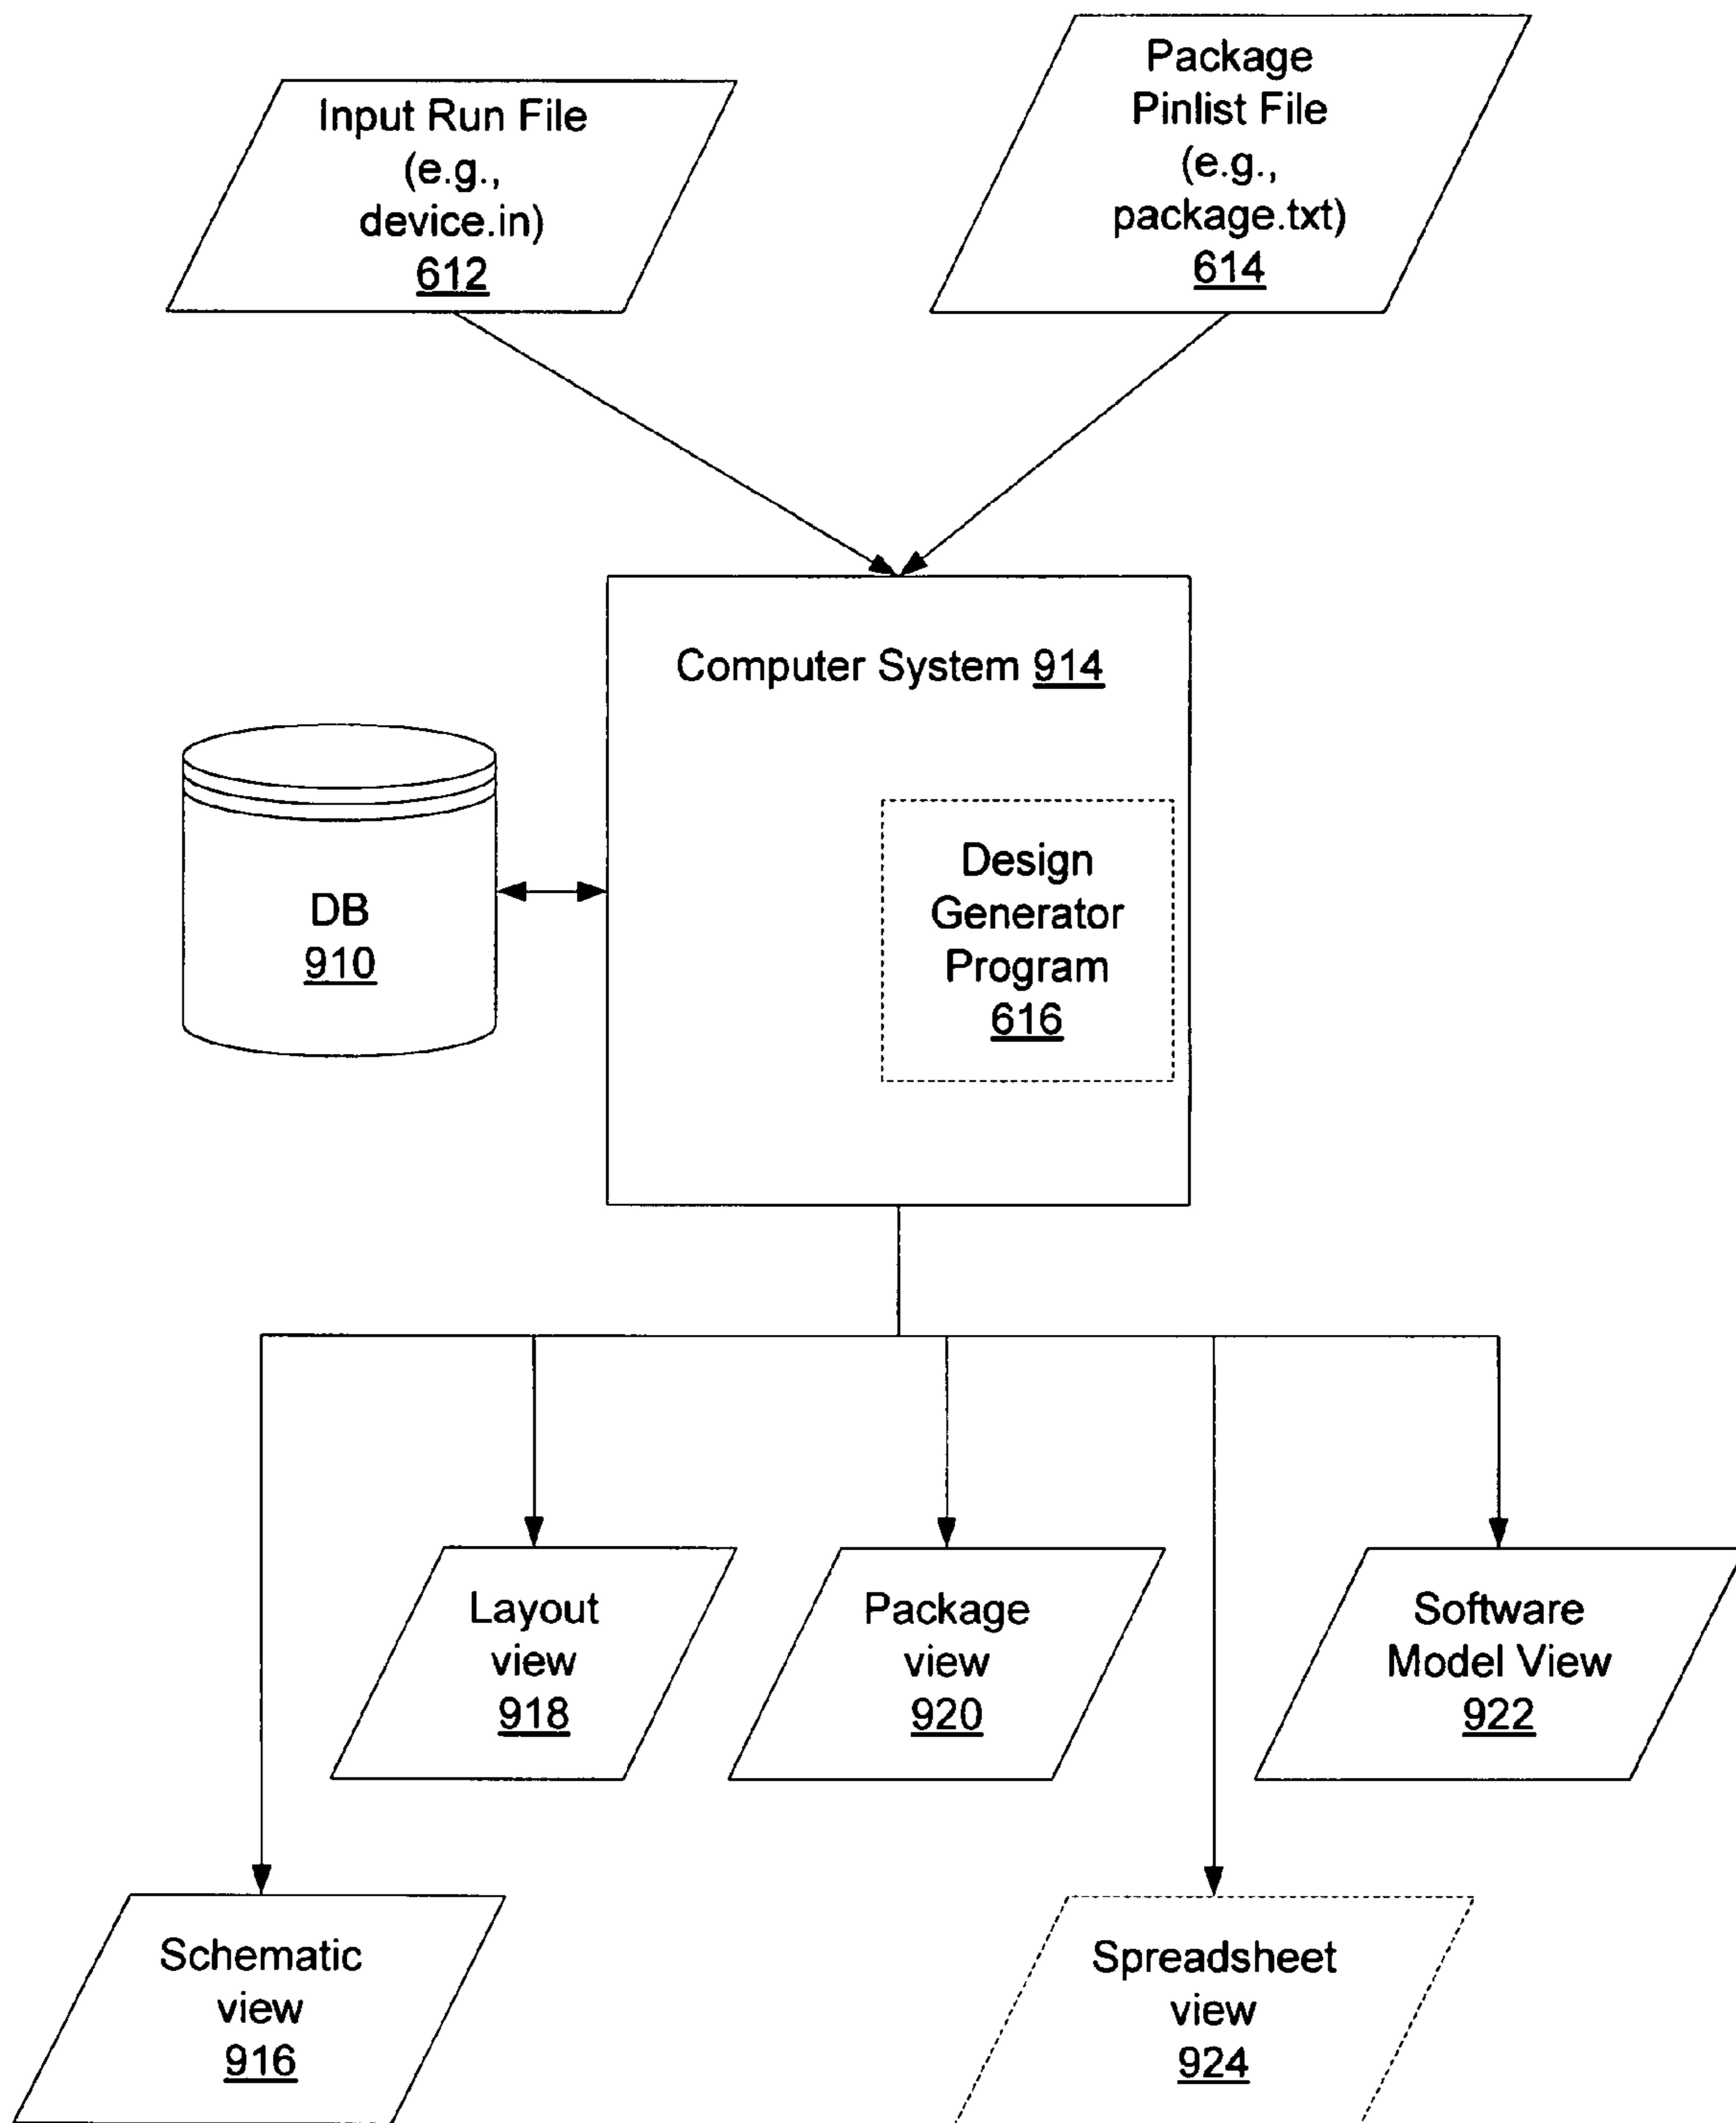 Input Run File
(e.g.,
device.in)
612
Package
Pinlist File
(e.g.,
package.txt)
614
Computer System 914
DB
910
Design
Generator
Program
616
Layout
view
918
Package
view
920
Software
Model View
922
Schematic
view
916
Spreadsheet
view
924